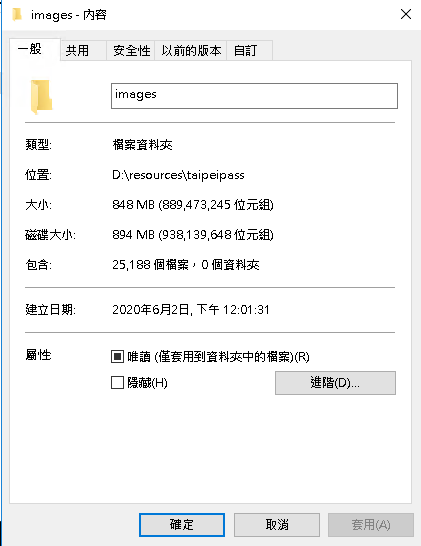 images - 內容
一般 共用 安全性 以前的版本 自訂
images
類型: 檔案資料夾
位置: D:\resources\taipeipass
大小: 848 MB (889,473,245 位元組)
磁碟大小: 894 MB (938,139,648 位元組)
包含: 25,188 個檔案，0 個資料夾
建立日期: 2020年6月2日, 下午 12:01:31
屬性: 唯讀 (僅套用到資料夾中的檔案)(R)
隱藏(H) 進階(D)...
確定 取消 套用(A)